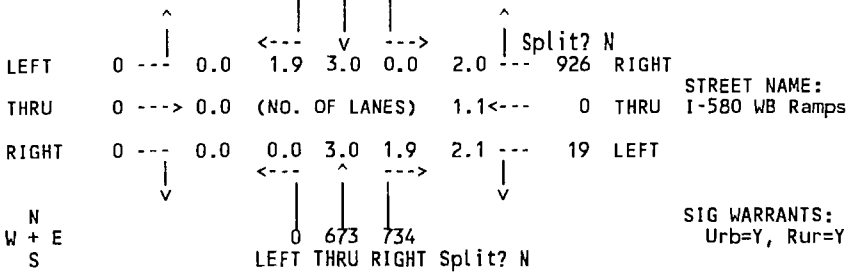 ^ ^
<--- v ---> Split? N
LEFT 0 --- 0.0 1.9 3.0 0.0 2.0 --- 926 RIGHT
STREET NAME:
THRU 0 ---> 0.0 (NO. OF LANES) 1.1<--- 0 THRU I-580 WB Ramps
RIGHT 0 --- 0.0 0.0 3.0 1.9 2.1 --- 19 LEFT
<--- ^ --->
v v
N SIG WARRANTS:
W + E 0 673 734 Urb=Y, Rur=Y
S LEFT THRU RIGHT Split? N